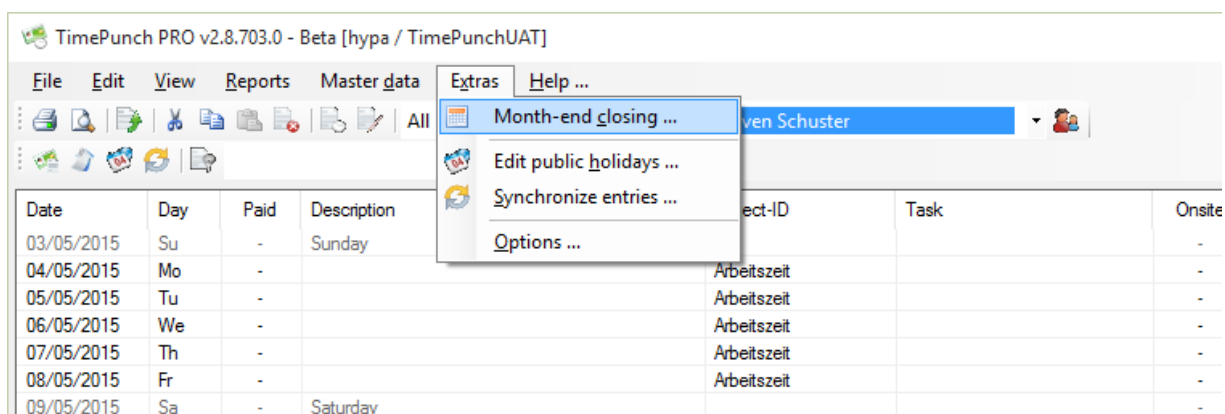 TimePunch PRO v2.8.703.0 - Beta [hypa / TimePunchUAT]
File Edit View Reports Master data Extras Help ...
All Month-end closing ... ven Schuster
Edit public holidays ...
Synchronize entries ...
Date Day Paid Description ect-ID Task Onsite
03/05/2015 Su - Sunday Options ... -
04/05/2015 Mo - Arbeitszeit -
05/05/2015 Tu - Arbeitszeit -
06/05/2015 We - Arbeitszeit -
07/05/2015 Th - Arbeitszeit -
08/05/2015 Fr - Arbeitszeit -
09/05/2015 Sa - Saturday -